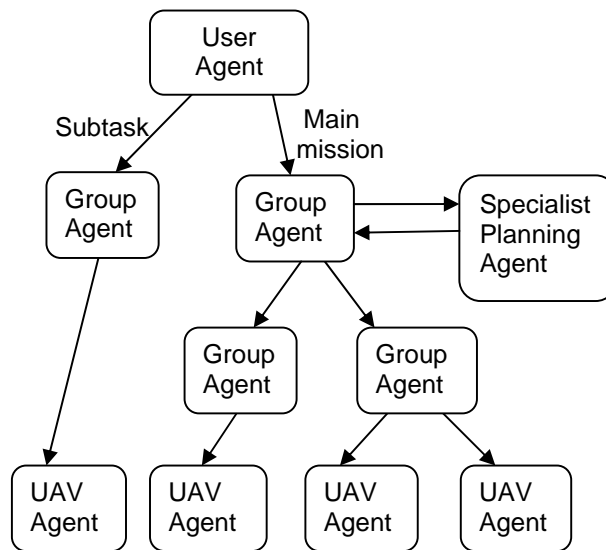 User
Agent
Subtask
Main
mission
Group
Agent
Group
Agent
Specialist
Planning
Agent
Group
Agent
Group
Agent
UAV
Agent
UAV
Agent
UAV
Agent
UAV
Agent